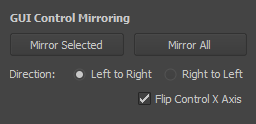 GUI Control Mirroring
Mirror Selected Mirror All
Direction: Left to Right Right to Left
Flip Control X Axis